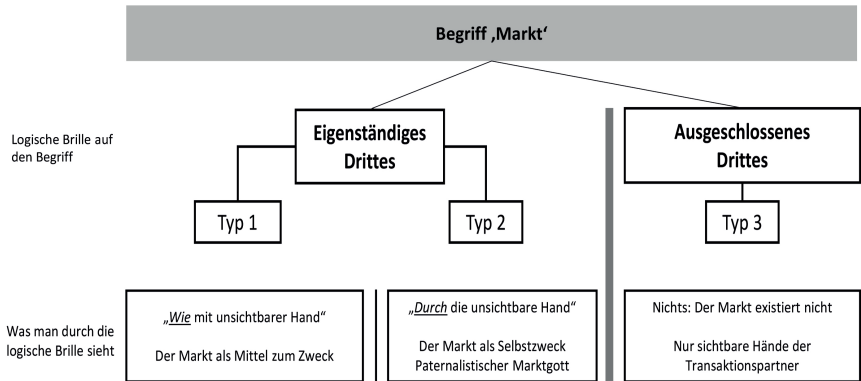 Begriff ‚Markt‘
Logische Brille auf
den Begriff
Eigenständiges
Drittes
Ausgeschlossenes
Drittes
Typ 1
Typ 2
Typ 3
Was man durch die
logische Brille sieht
„Wie mit unsichtbarer Hand“
Der Markt als Mittel zum Zweck
„Durch die unsichtbare Hand“
Der Markt als Selbstzweck
Paternalistischer Marktgott
Nichts: Der Markt existiert nicht
Nur sichtbare Hände der
Transaktionspartner